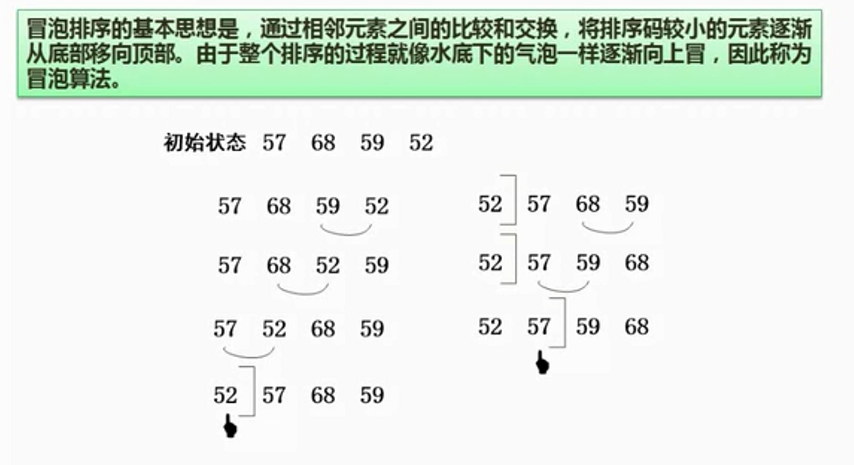 冒泡排序的基本思想是，通过相邻元素之间的比较和交换，将排序码较小的元素逐渐
从底部移向顶部。由于整个排序的过程就像水底下的气泡一样逐渐向上冒，因此称为
冒泡算法。
初始状态 57 68 59 52
57 68 59 52
57 68 52 59
57 52 68 59
52 57 68 59
52 57 68 59
52 57 59 68
52 57 59 68